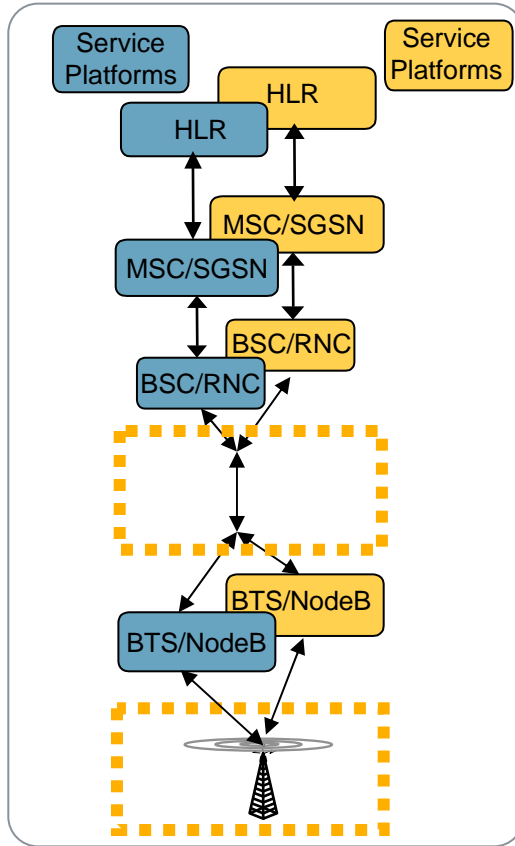 Service
Platforms
Service
Platforms
HLR
HLR
MSC/SGSN
MSC/SGSN
BSC/RNC
BSC/RNC
BTS/NodeB
BTS/NodeB